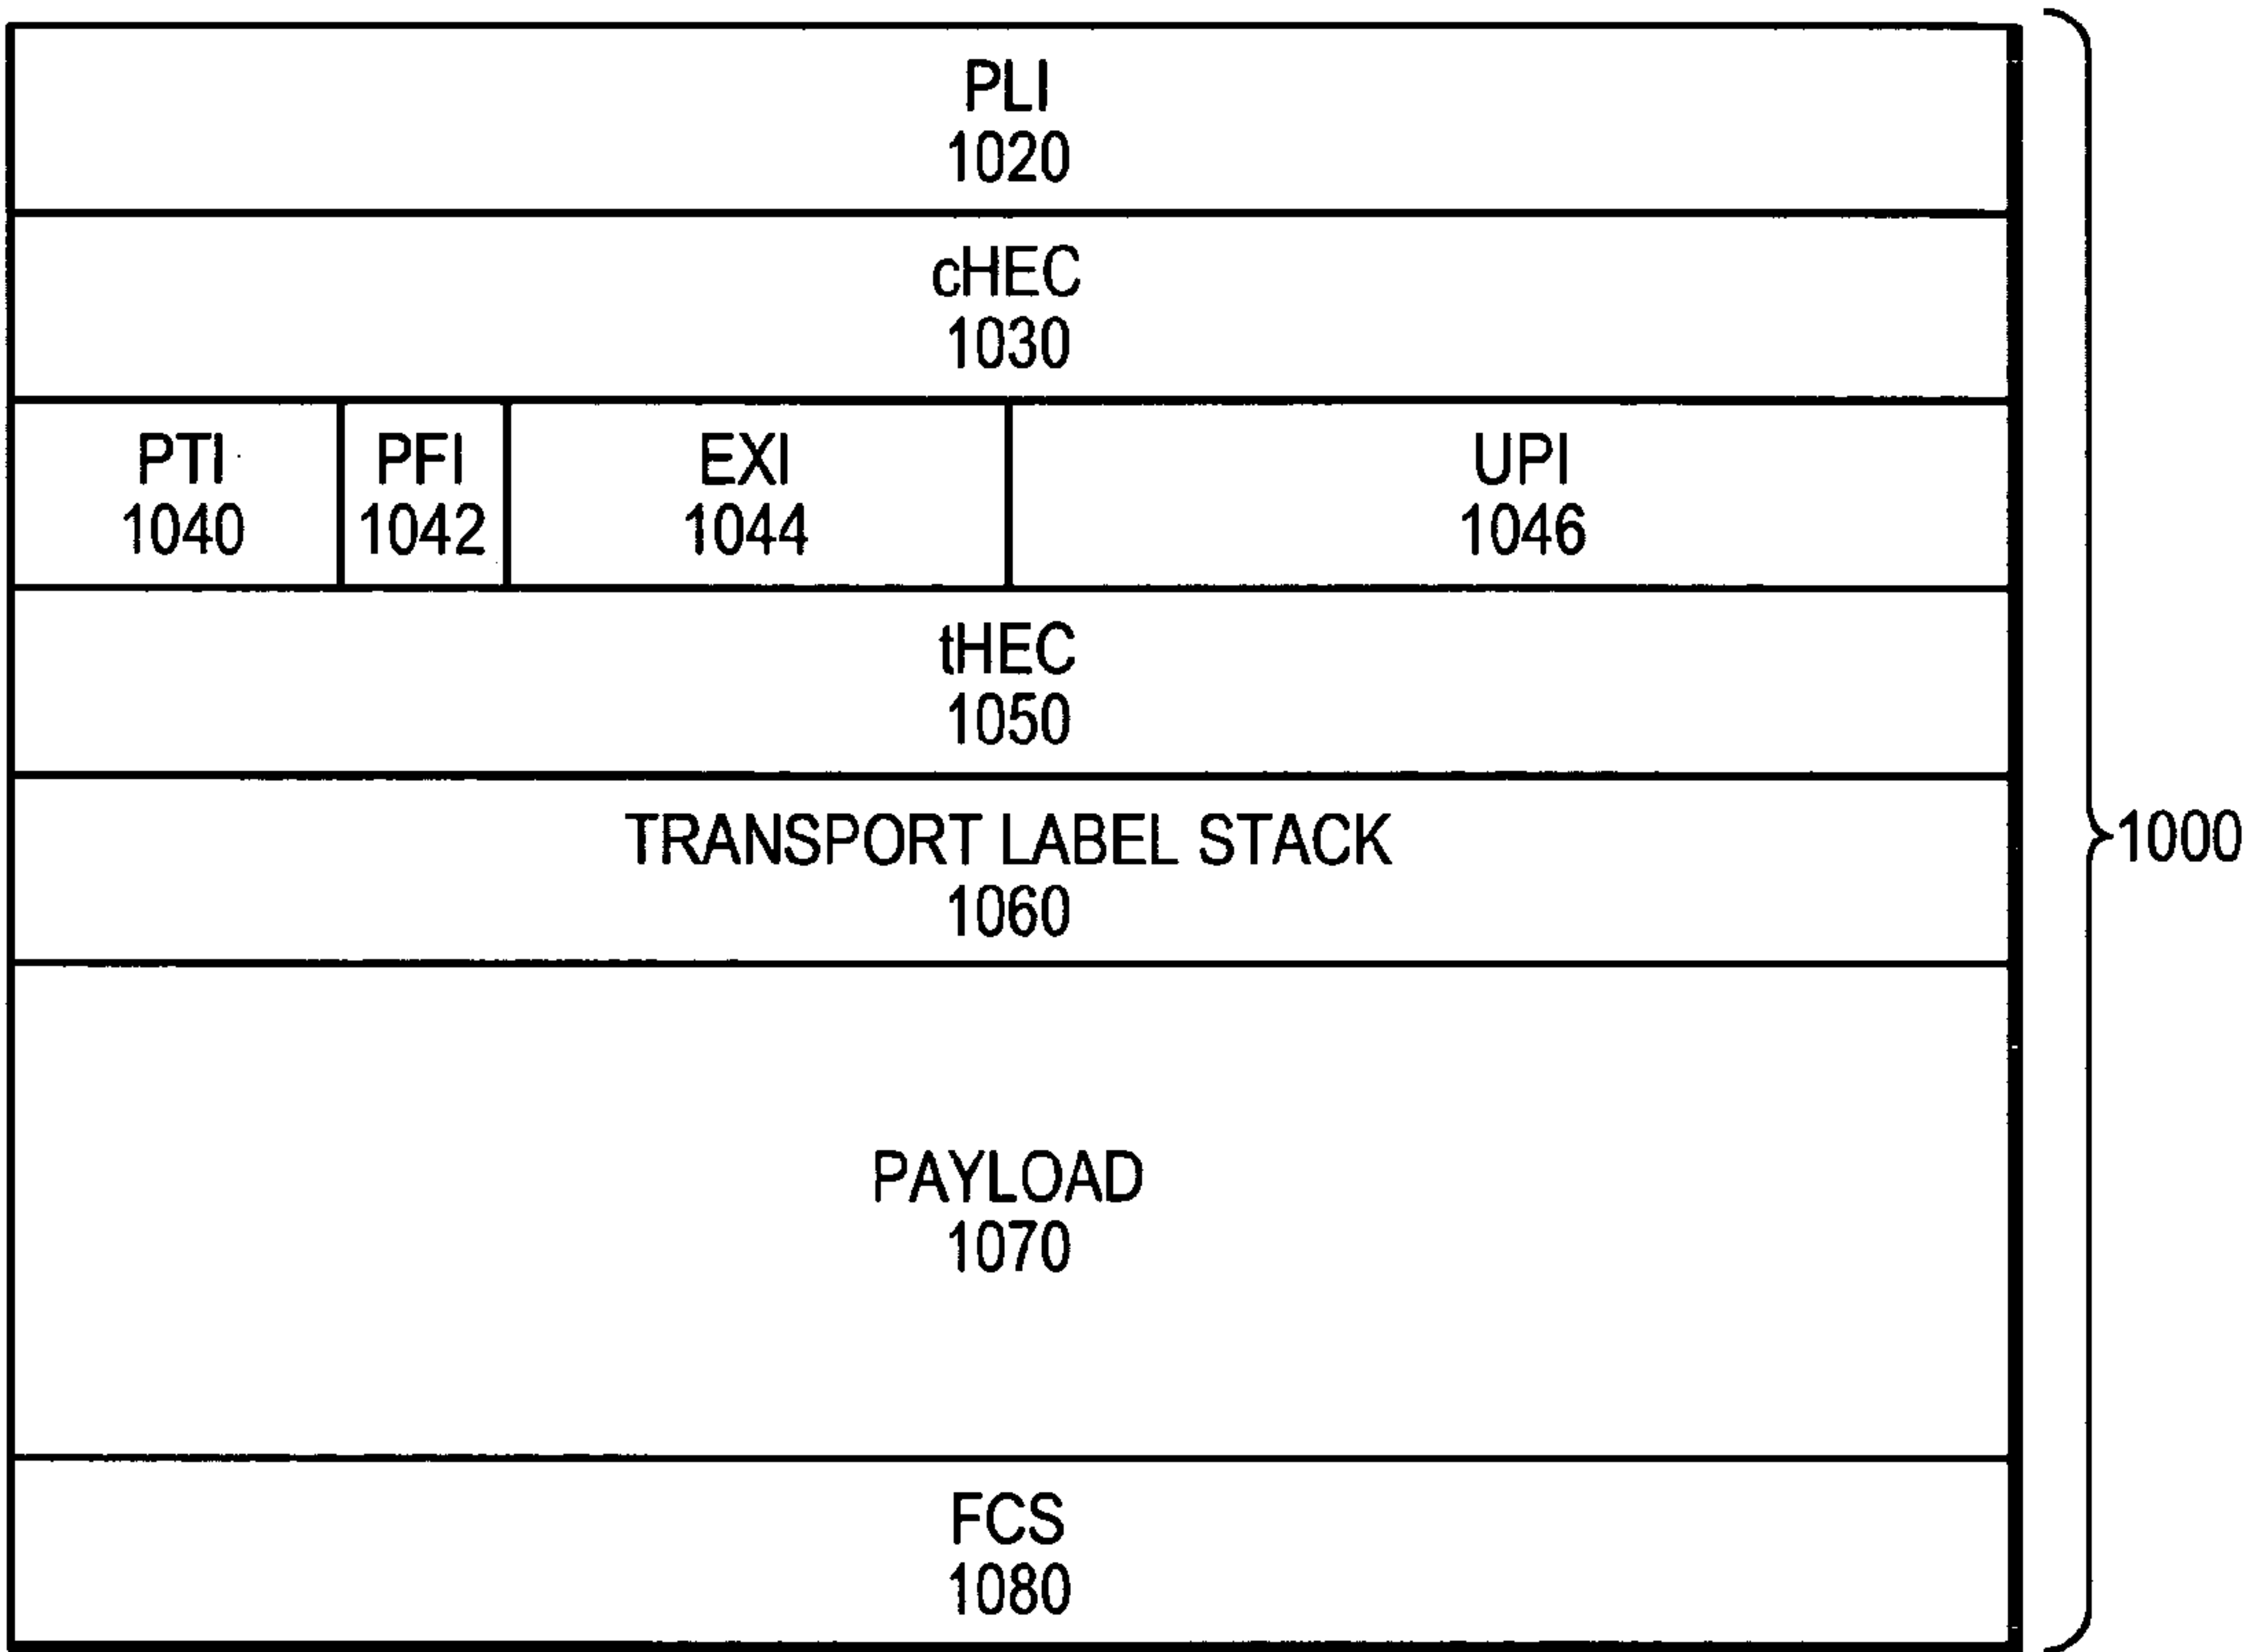 PLI
1020
cHEC
1030
PTI PFI EXI UPI
1040 1042 1044 1046
tHEC
1050
TRANSPORT LABEL STACK
1060
1000
PAYLOAD
1070
FCS
1080